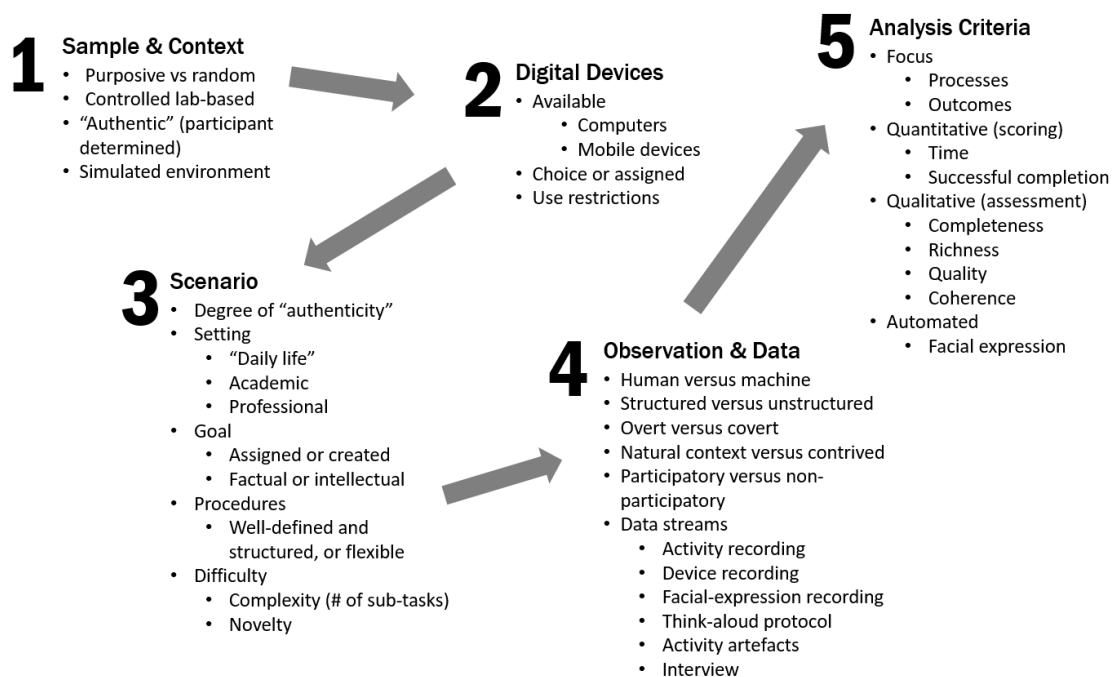 1
Sample & Context
• Purposive vs random
• Controlled lab-based
• “Authentic” (participant
determined)
• Simulated environment
2
Digital Devices
• Available
• Computers
• Mobile devices
• Choice or assigned
• Use restrictions
3
Scenario
• Degree of “authenticity”
• Setting
• “Daily life”
• Academic
• Professional
• Goal
• Assigned or created
• Factual or intellectual
• Procedures
• Well-defined and
structured, or flexible
• Difficulty
• Complexity (# of sub-tasks)
• Novelty
4
Observation & Data
• Human versus machine
• Structured versus unstructured
• Overt versus covert
• Natural context versus contrived
• Participatory versus non-
participatory
• Data streams
• Activity recording
• Device recording
• Facial-expression recording
• Think-aloud protocol
• Activity artefacts
• Interview
5
Analysis Criteria
• Focus
• Processes
• Outcomes
• Quantitative (scoring)
• Time
• Successful completion
• Qualitative (assessment)
• Completeness
• Richness
• Quality
• Coherence
• Automated
• Facial expression